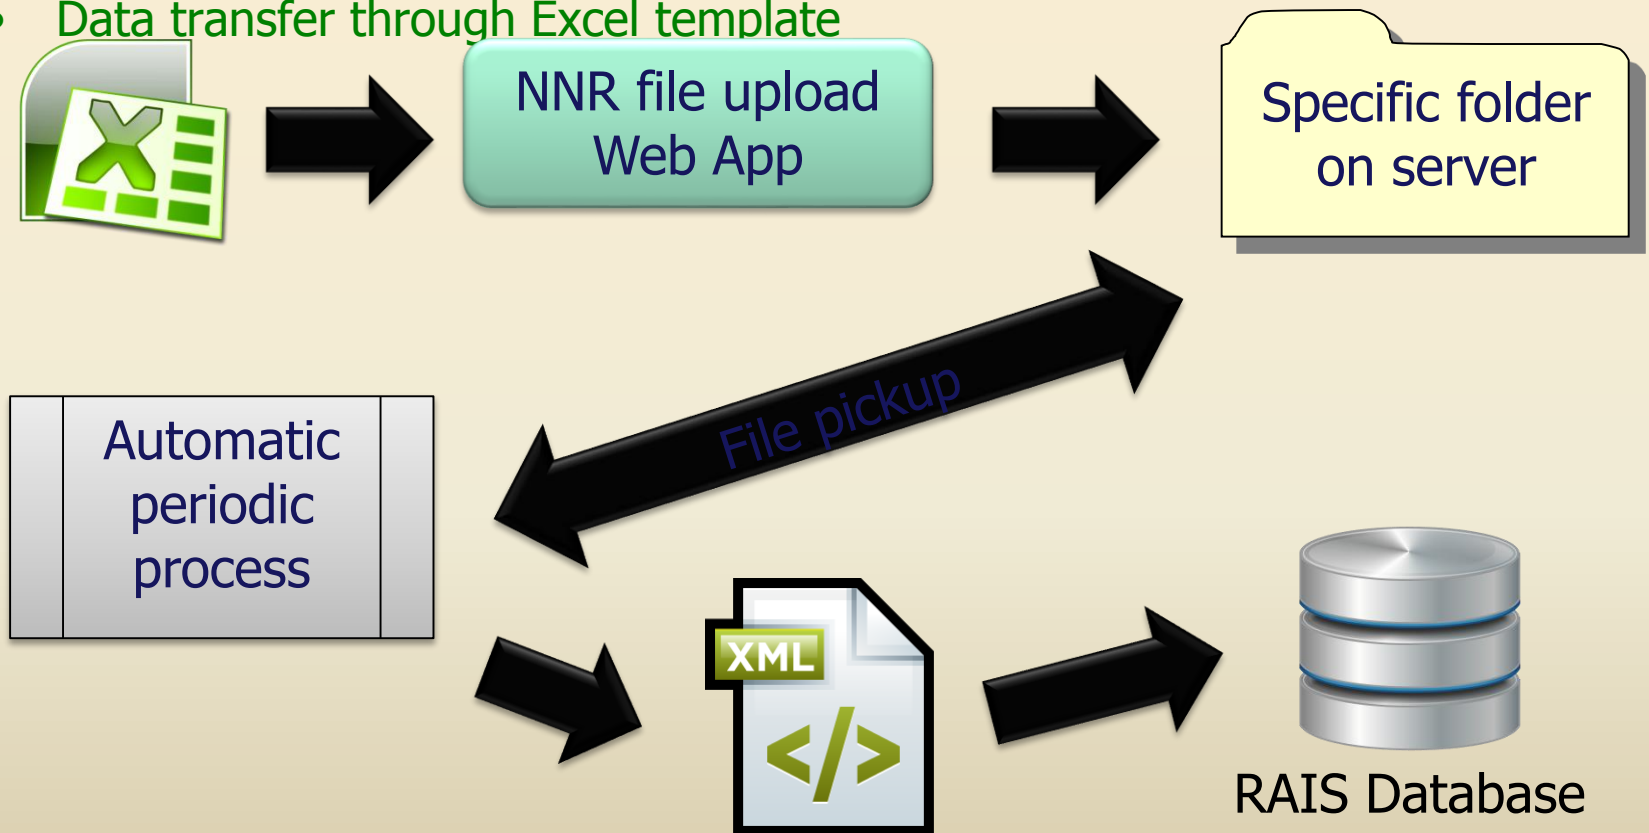 • Data transfer through Excel template
NNR file upload
Web App
Specific folder
on server
File pickup
Automatic
periodic
process
XML
</>
RAIS Database